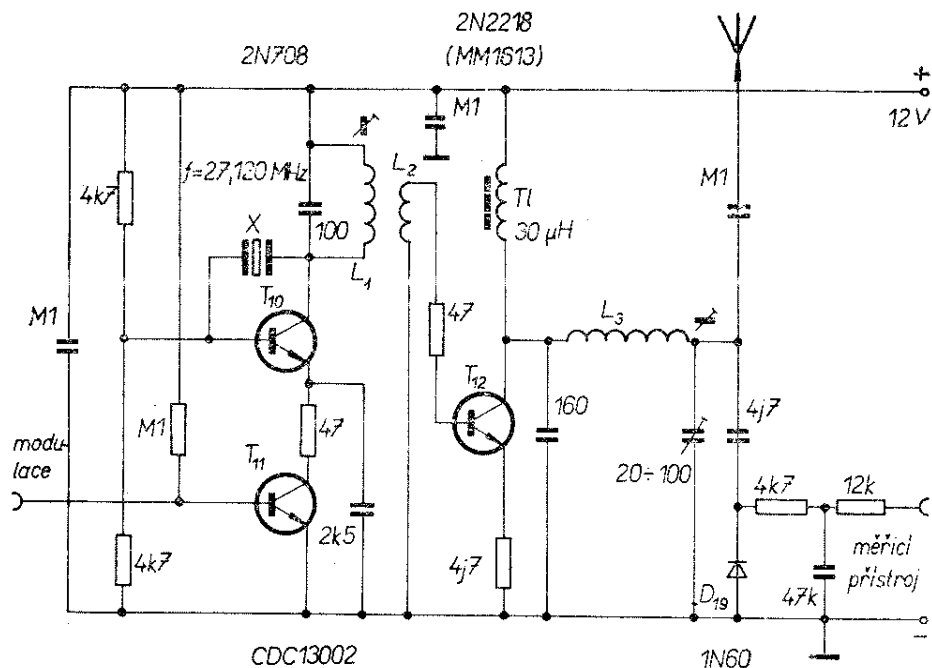 2N2218
(MM1613)
2N708
+
12V
M1
f=27,120 MHz
4k7
X
100
L₂
L₁
Tl
30 µH
M1
M1
T₁₀
47
L₃
T₁₂
160
4j7
20÷100
47
M1
modu-
lace
T₁₁
2k5
4k7
4j7
4k7
12k
měřicí
přístroj
47k
D₁₉
−
CDC13002
1N60